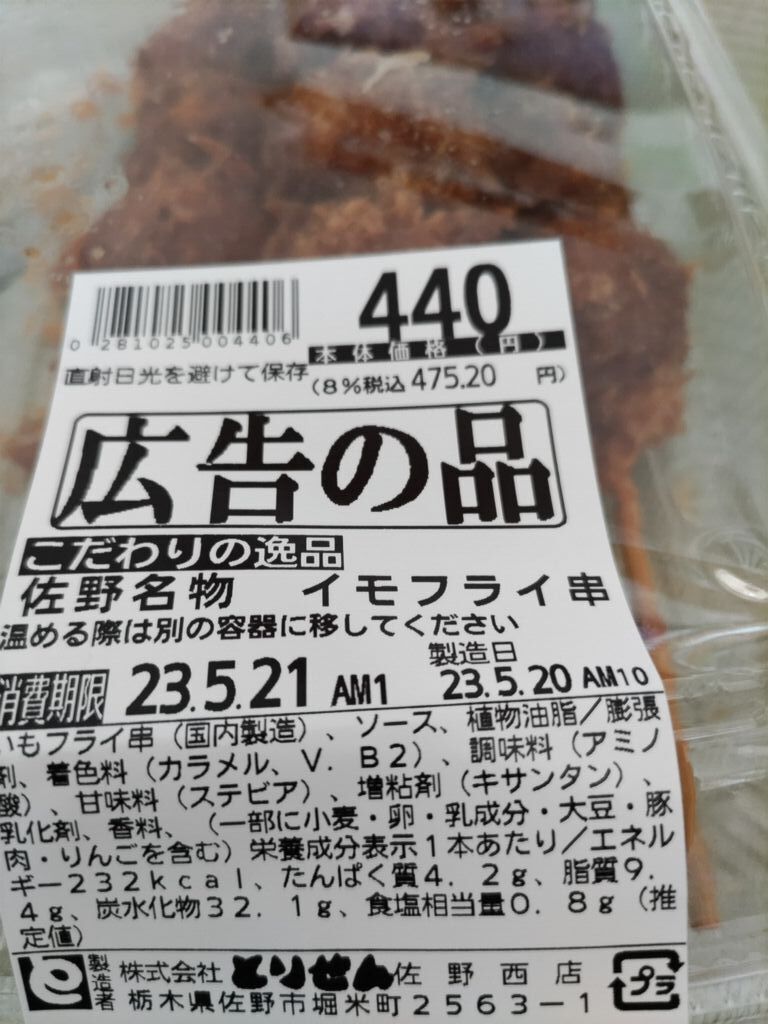 440
0 281025 004406
本体価格(円)
直射日光を避けて保存
(8%税込 475.20 円)
広告の品
こだわりの逸品
佐野名物 イモフライ串
温める際は別の容器に移してください
製造日
消費期限 23.5.21 AM1 23.5.20 AM10
いもフライ串(国内製造)、ソース、植物油脂/膨張
剤、着色料(カラメル、V.B2)、調味料(アミノ
酸)、甘味料(ステビア)、増粘剤(キサンタン)、
乳化剤、香料、(一部に小麦・卵・乳成分・大豆・豚
肉・りんごを含む)栄養成分表示1本あたり/エネル
ギー232kcal、たんぱく質4.2g、脂質9.
4g、炭水化物32.1g、食塩相当量0.8g(推
定値)
製造者 株式会社 とりせん 佐野西店
栃木県佐野市堀米町2563-1
プラ